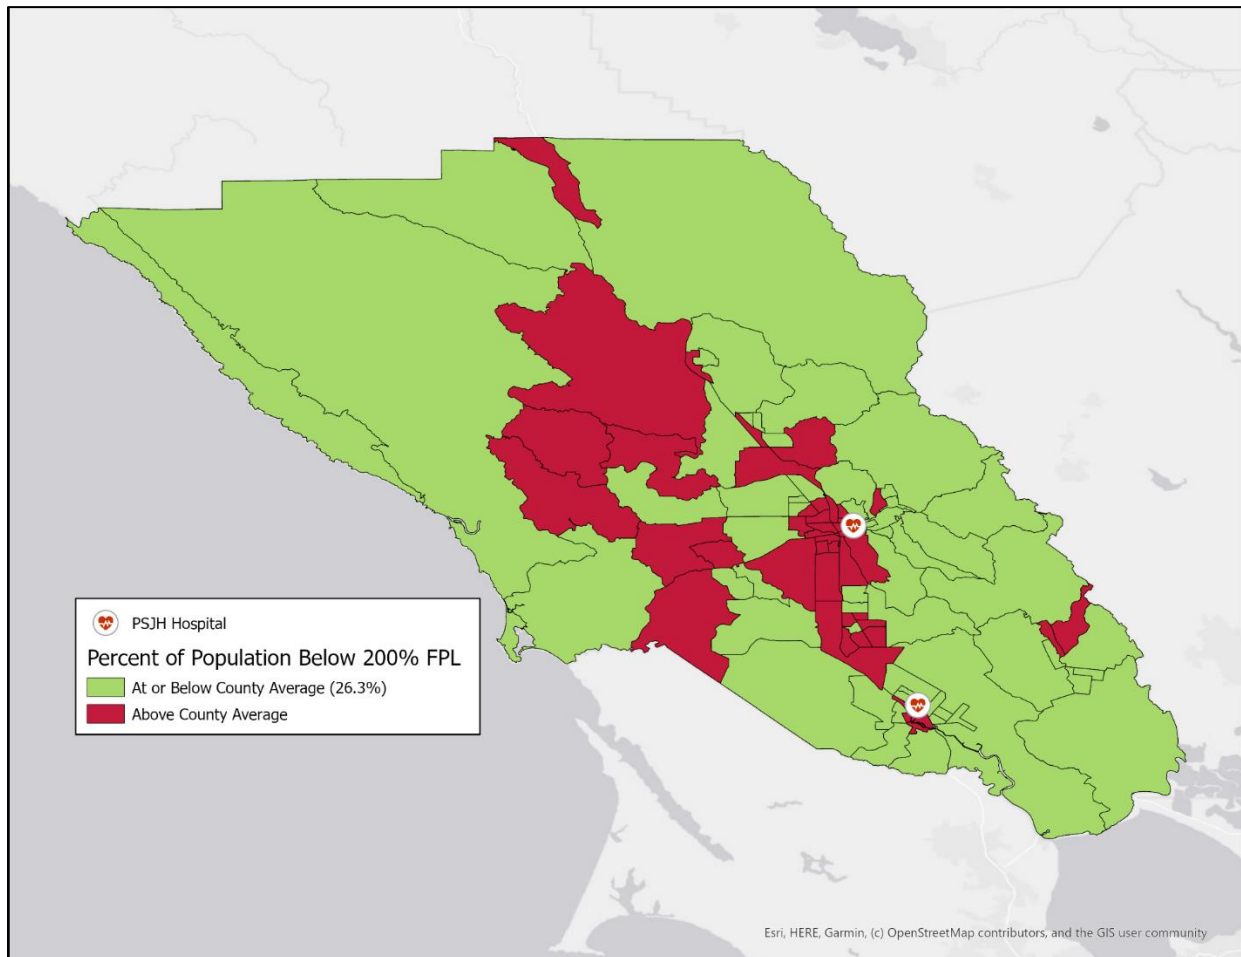 PSJH Hospital
Percent of Population Below 200% FPL
At or Below County Average (26.3%)
Above County Average
Esri, HERE, Garmin, (c) OpenStreetMap contributors, and the GIS user community